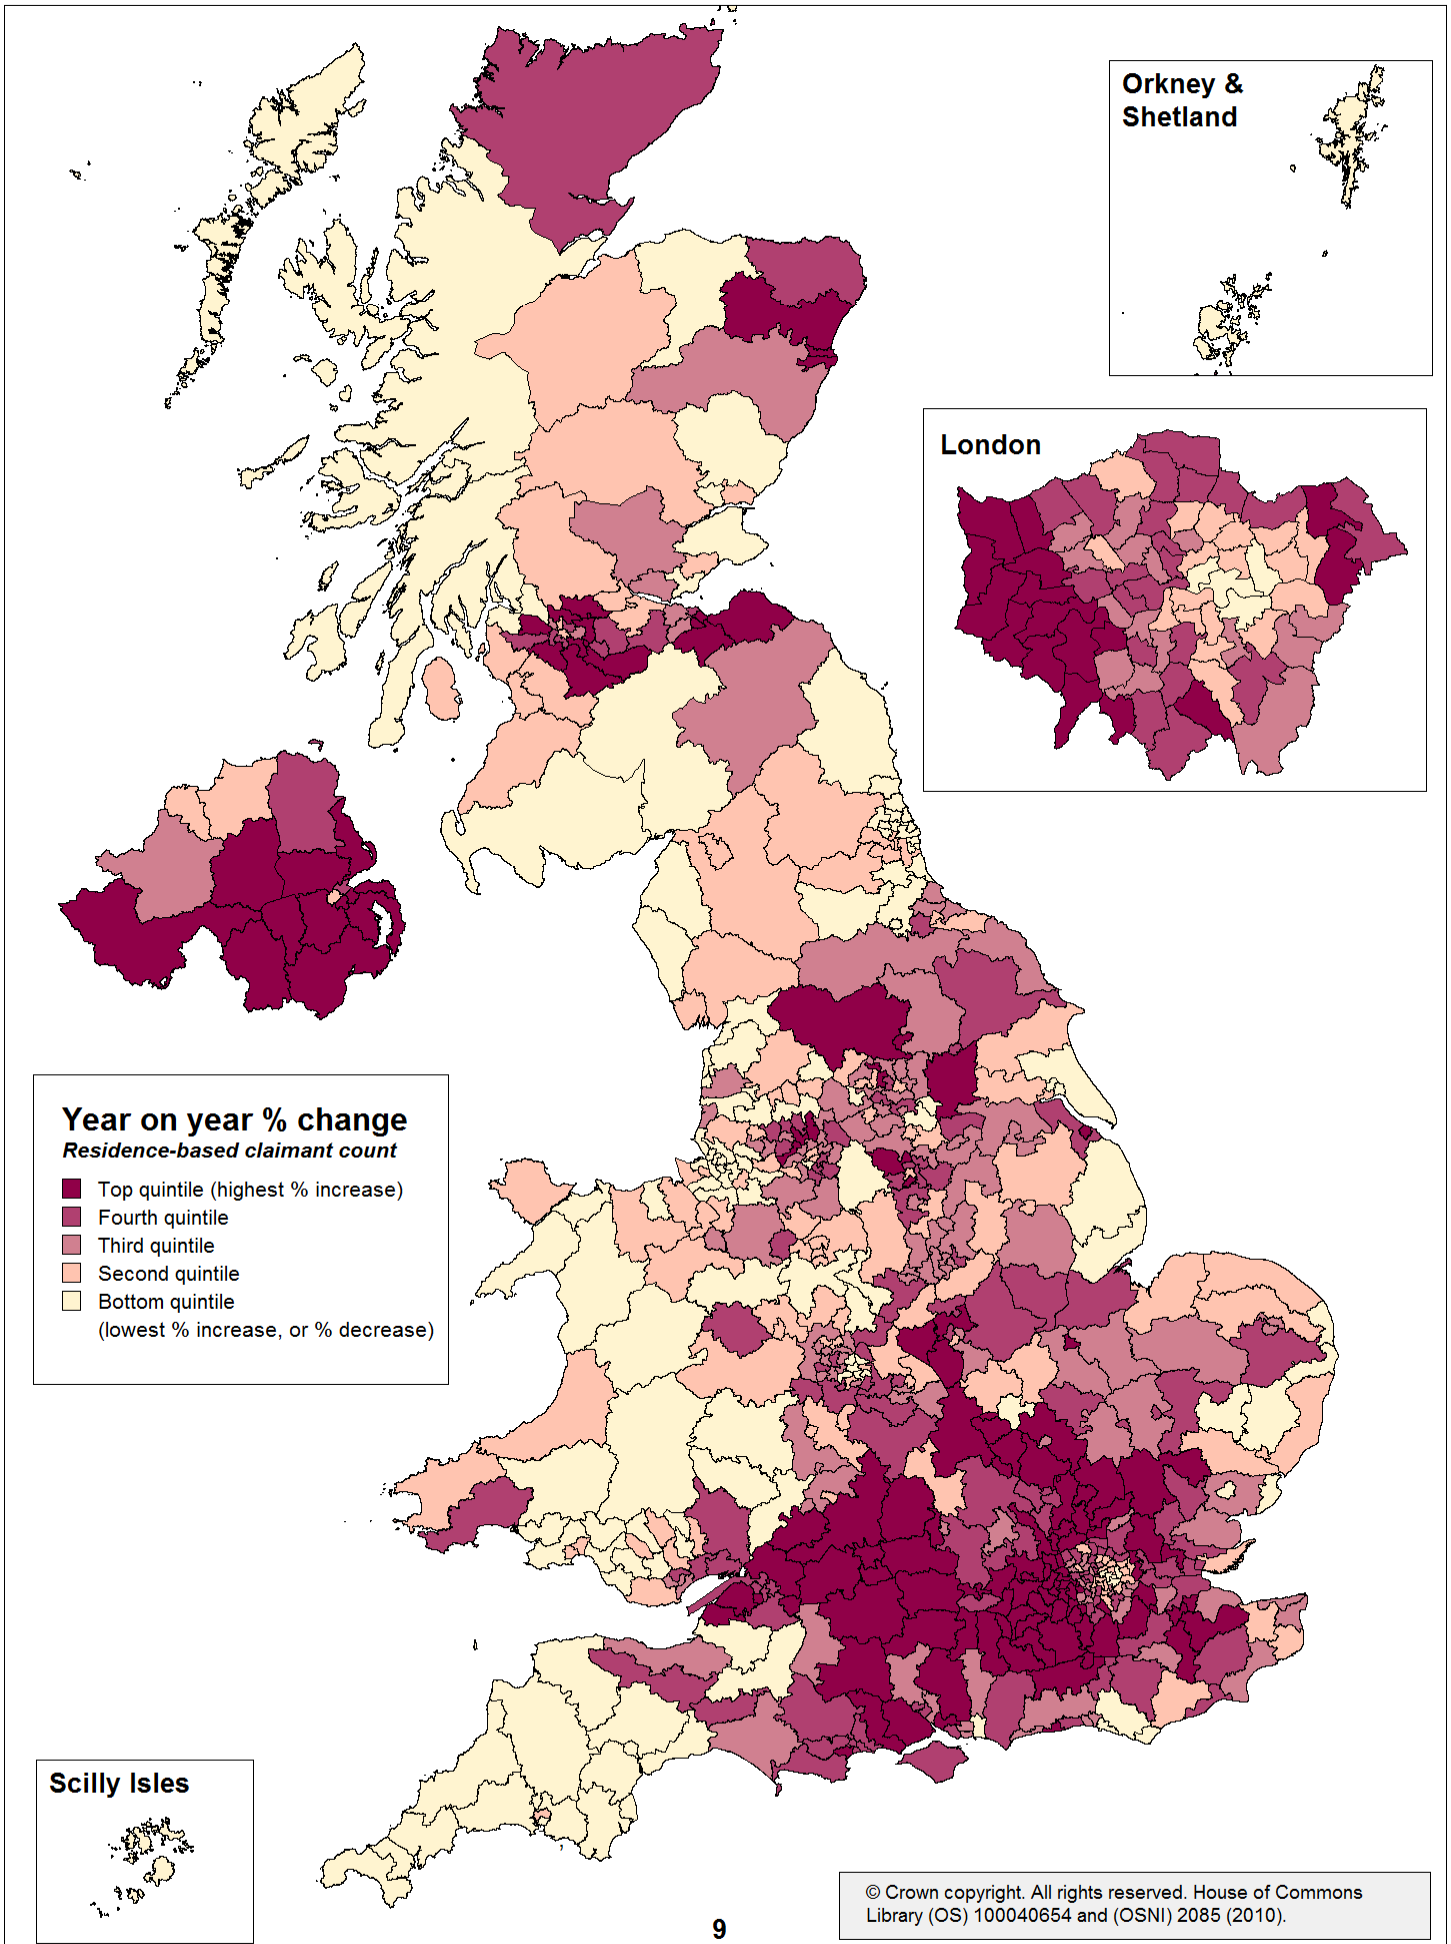 Orkney &
Shetland
London
Year on year % change
Residence-based claimant count
Top quintile (highest % increase)
Fourth quintile
Third quintile
Second quintile
Bottom quintile
(lowest % increase, or % decrease)
Scilly Isles
© Crown copyright. All rights reserved. House of Commons
Library (OS) 100040654 and (OSNI) 2085 (2010).
9